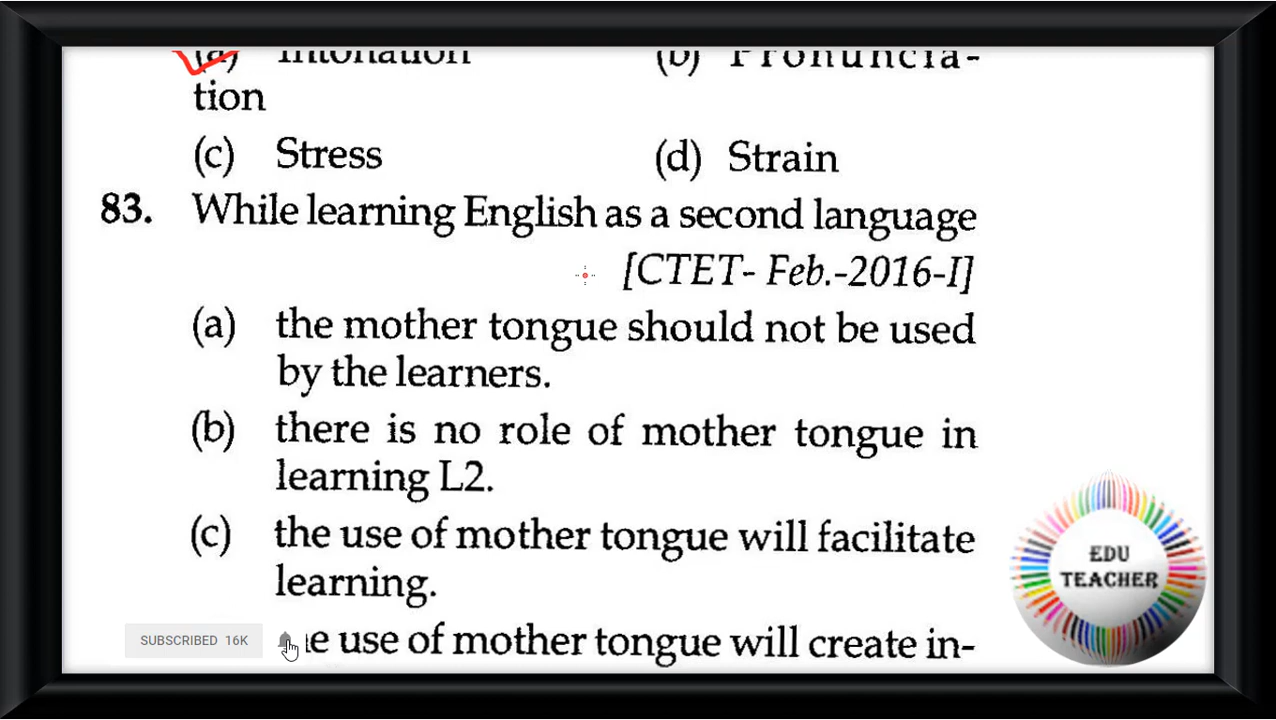 (a) Intonation (b) Pronuncia-
tion
(c) Stress (d) Strain
83. While learning English as a second language
[CTET- Feb.-2016-I]
(a) the mother tongue should not be used
by the learners.
(b) there is no role of mother tongue in
learning L2.
(c) the use of mother tongue will facilitate
learning.
use of mother tongue will create in-
EDU
TEACHER
SUBSCRIBED 16K